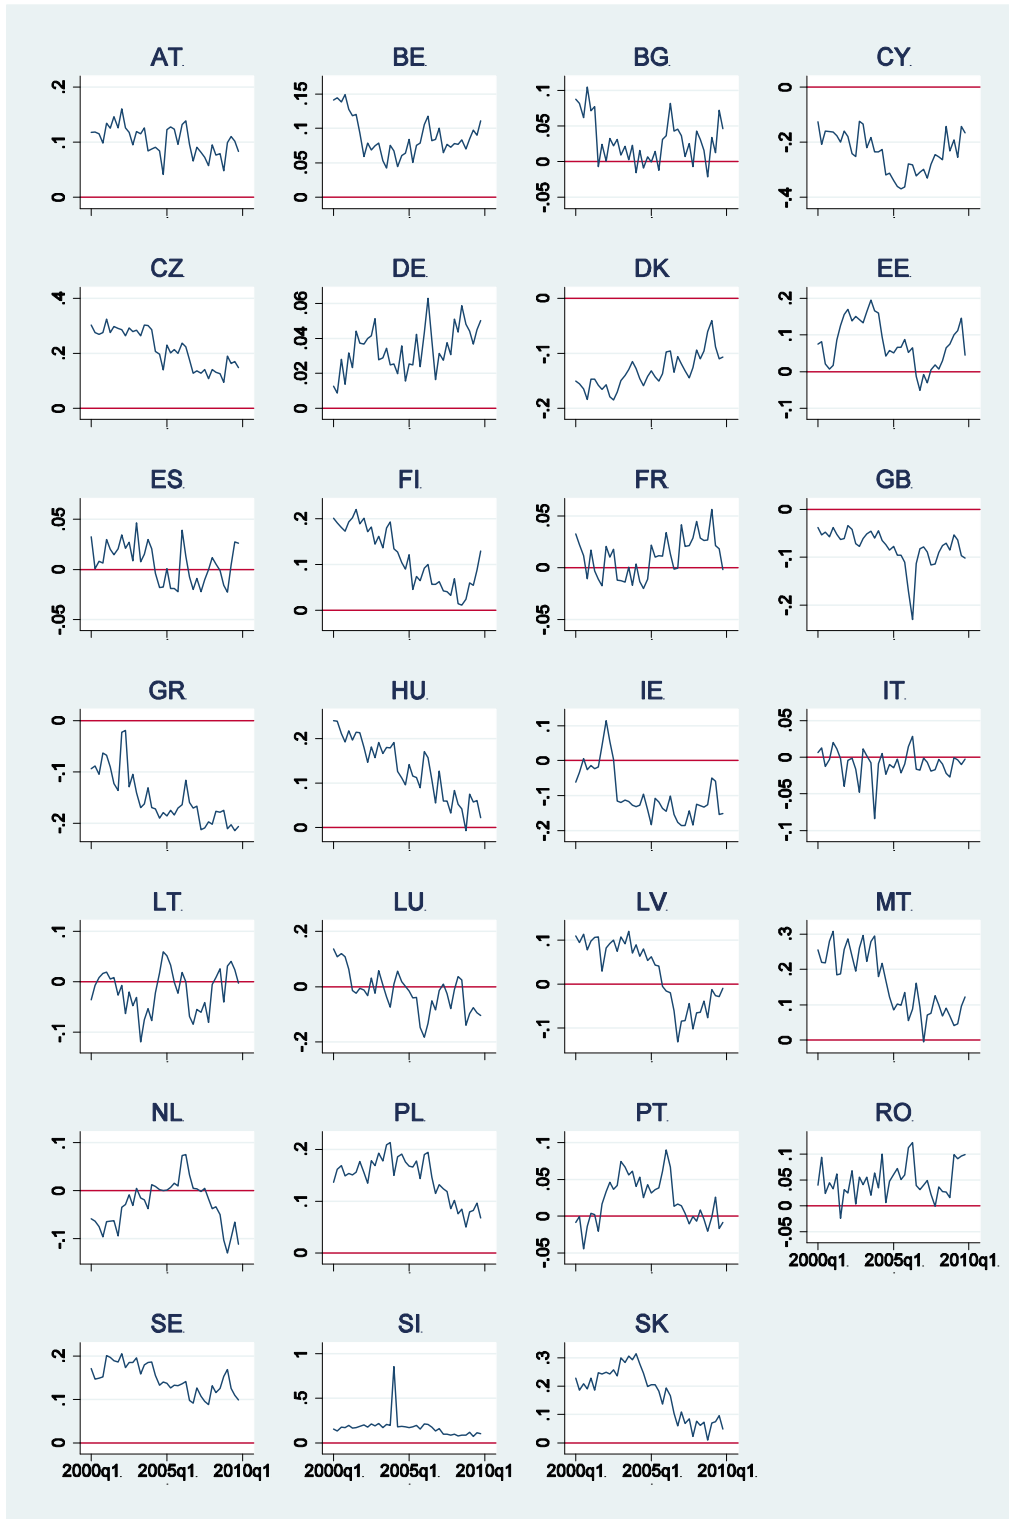 AT BE BG CY
.2 .1 0
.15 .1 .05 0
.1 .05 0 -.05
0 -.2 -.4
CZ DE DK EE
.4 .2 0
.06 .04 .02 0
0 -.1 -.2
.2 .1 0 -.1
ES FI FR GB
.05 0 -.05
.2 .1 0
.05 0 -.05
0 -.1 -.2
GR HU IE IT
0 -.1 -.2
.2 .1 0
.1 0 -.1 -.2
.05 0 -.05 -.1
LT LU LV MT
.1 0 -.1
.2 0 -.2
.1 0 -.1
.3 .2 .1 0
NL PL PT RO
.1 0 -.1
.2 .1 0
.1 .05 0 -.05
.1 .05 0 -.05
2000q1 2005q1 2010q1
SE SI SK
.2 .1 0
1 .5 0
.3 .2 .1 0
2000q1 2005q1 2010q1 2000q1 2005q1 2010q1 2000q1 2005q1 2010q1